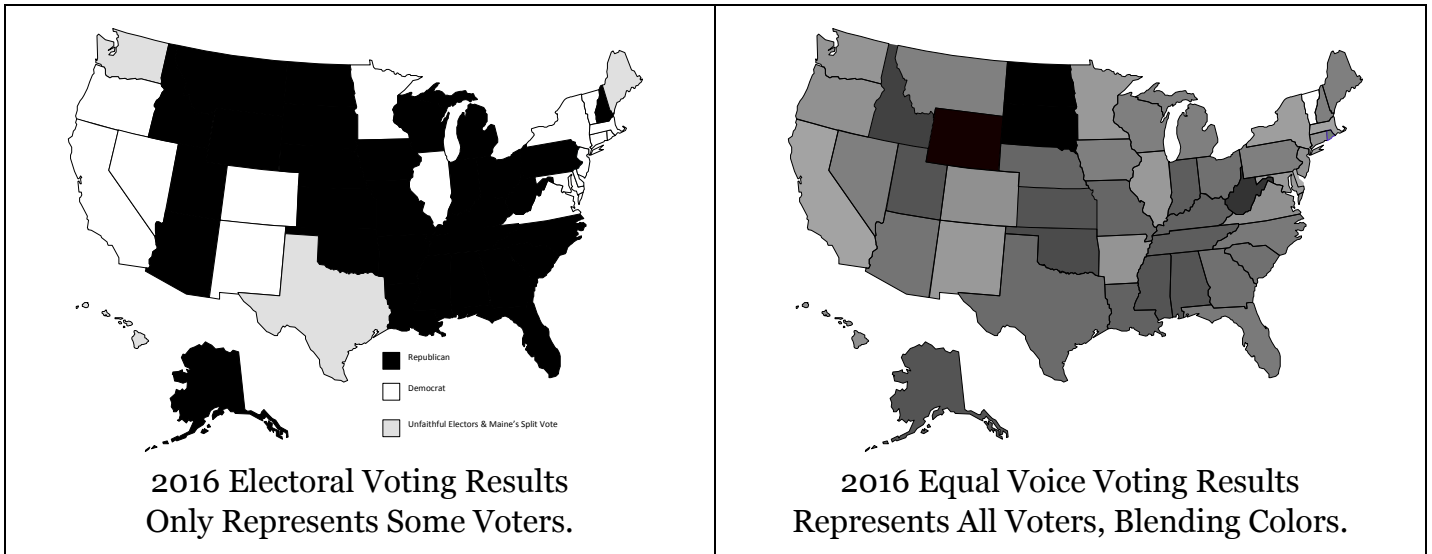 Republican
Democrat
Unfaithful Electors & Maine's Split Vote
2016 Electoral Voting Results
Only Represents Some Voters.
2016 Equal Voice Voting Results
Represents All Voters, Blending Colors.